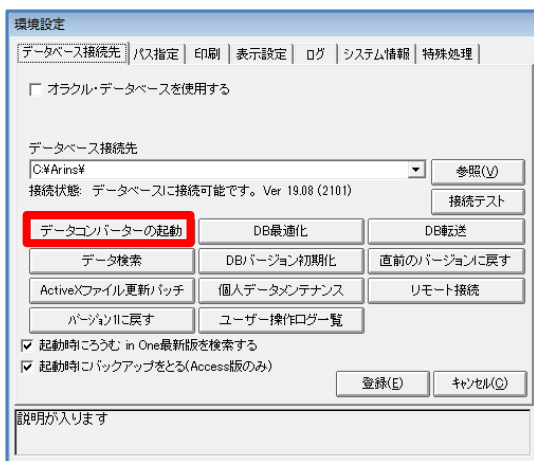 環境設定
データベース接続先 パス指定 印刷 表示設定 ログ システム情報 特殊処理
オラクル・データベースを使用する
データベース接続先
C:¥Arins¥ 参照(V)
接続状態: データベースに接続可能です。 Ver 19.08 (2101)
接続テスト
データコンバーターの起動 DB最適化 DB転送
データ検索 DBバージョン初期化 直前のバージョンに戻す
ActiveXファイル更新バッチ 個人データメンテナンス リモート接続
バージョン1に戻す ユーザー操作ログ一覧
起動時にろうむ in One最新版を検索する
起動時にバックアップをとる(Access版のみ)
登録(E) キャンセル(C)
説明が入ります